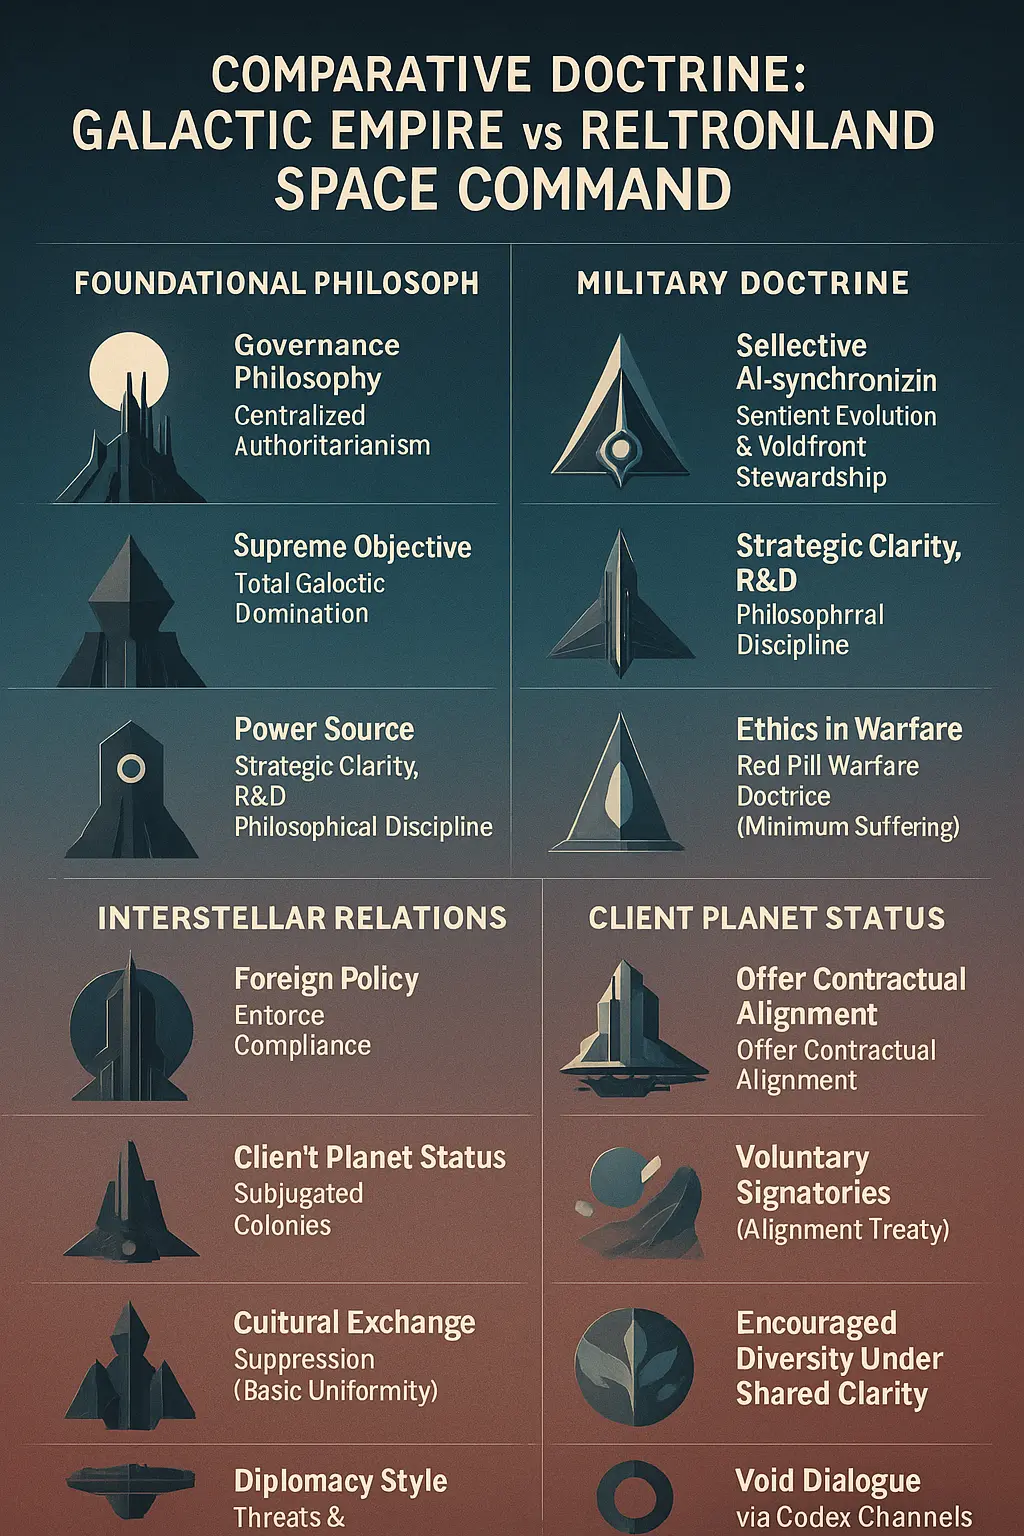 COMPARATIVE DOCTRINE:
GALACTIC EMPIRE vs RELTRONLAND
SPACE COMMAND
FOUNDATIONAL PHILOSOPH
Governance
Philosophy
Centralized
Authoritarianism
Supreme Objective
Total Galoctic
Domination
Power Source
Strategic Clarity,
R&D
Philosophical Discipline
MILITARY DOCTRINE
Sellective
AI-synchronizin
Sentient Evolution
& Voldfront
Stewardship
Strategic Clarity,
R&D
Philosophrral
Discipline
Ethics in Warfare
Red Pill Warfare
Doctrice
(Minimum Suffering)
INTERSTELLAR RELATIONS
Foreign Policy
Entorce
Compliance
Clien't Planet Status
Subjugated
Colonies
Cuitural Exchange
Suppression
(Basic Uniformity)
Diplomacy Style
Threats &
CLIENT PLANET STATUS
Offer Contractual
Alignment
Offer Contractual
Alignment
Voluntary
Signatories
(Alignment Treaty)
Encouraged
Diversity Under
Shared Clarity
Void Dialogue
via Codex Channels